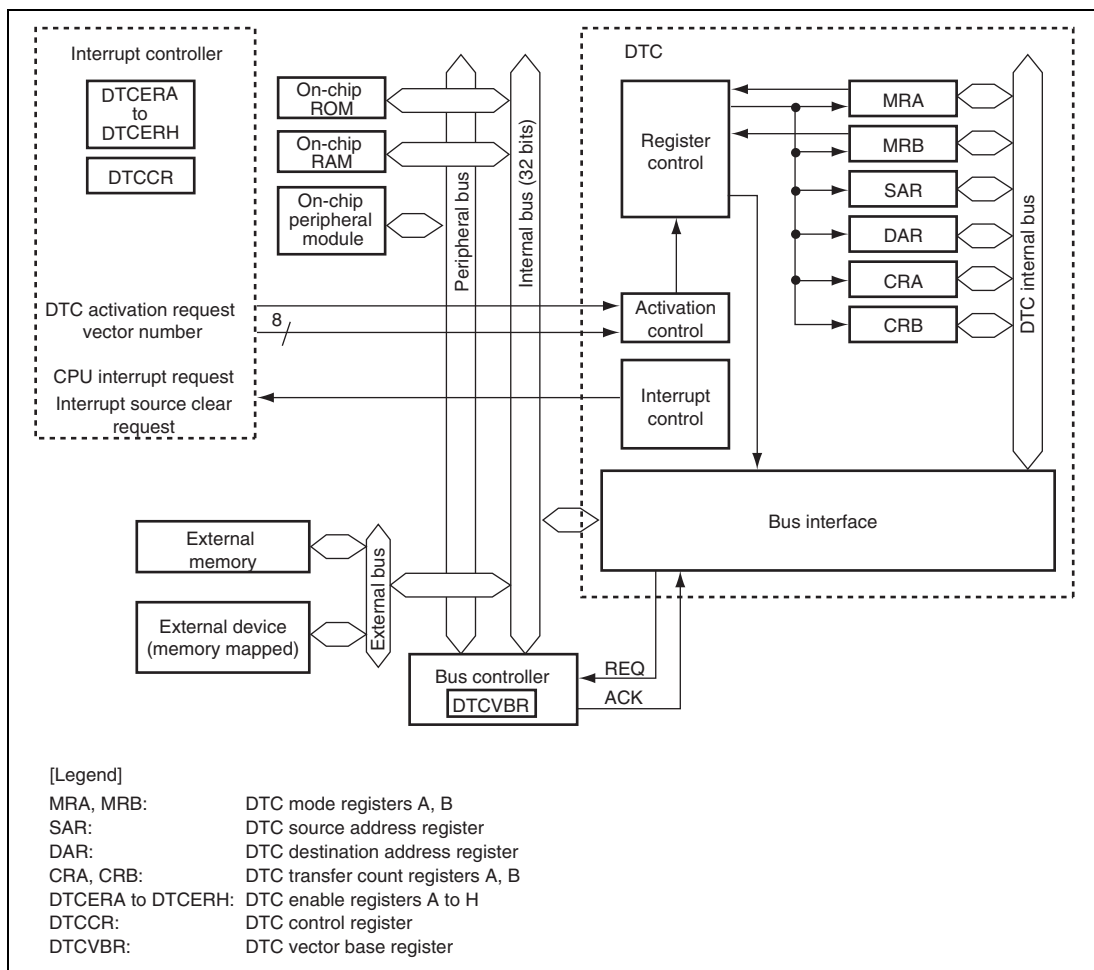 Interrupt controller
DTCERA
to
DTCERH
DTCCR
On-chip
ROM
On-chip
RAM
On-chip
peripheral
module
Peripheral bus
Internal bus (32 bits)
DTC activation request
vector number
8
CPU interrupt request
Interrupt source clear
request
DTC
Register
control
Activation
control
Interrupt
control
MRA
MRB
SAR
DAR
CRA
CRB
DTC internal bus
Bus interface
External
memory
External device
(memory mapped)
External bus
Bus controller
DTCVBR
REQ
ACK
[Legend]
MRA, MRB: DTC mode registers A, B
SAR: DTC source address register
DAR: DTC destination address register
CRA, CRB: DTC transfer count registers A, B
DTCERA to DTCERH: DTC enable registers A to H
DTCCR: DTC control register
DTCVBR: DTC vector base register